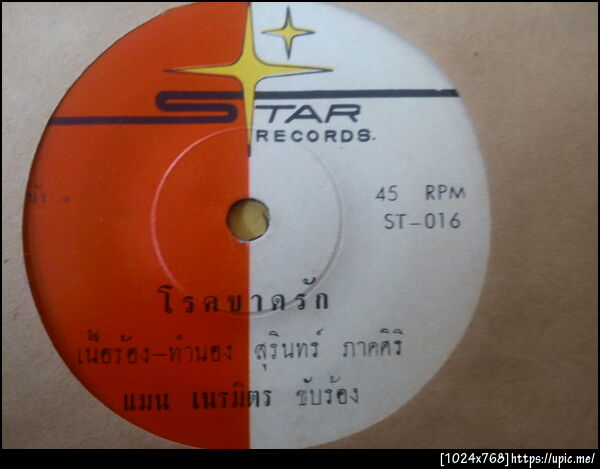 STAR
RECORDS.
45 RPM
ST-016
โรคขาดรัก
เนื้อร้อง-ทำนอง สุรินทร์ ภาคศิริ
แมน เนรมิตร ขับร้อง
[1024x768]https://upic.me/